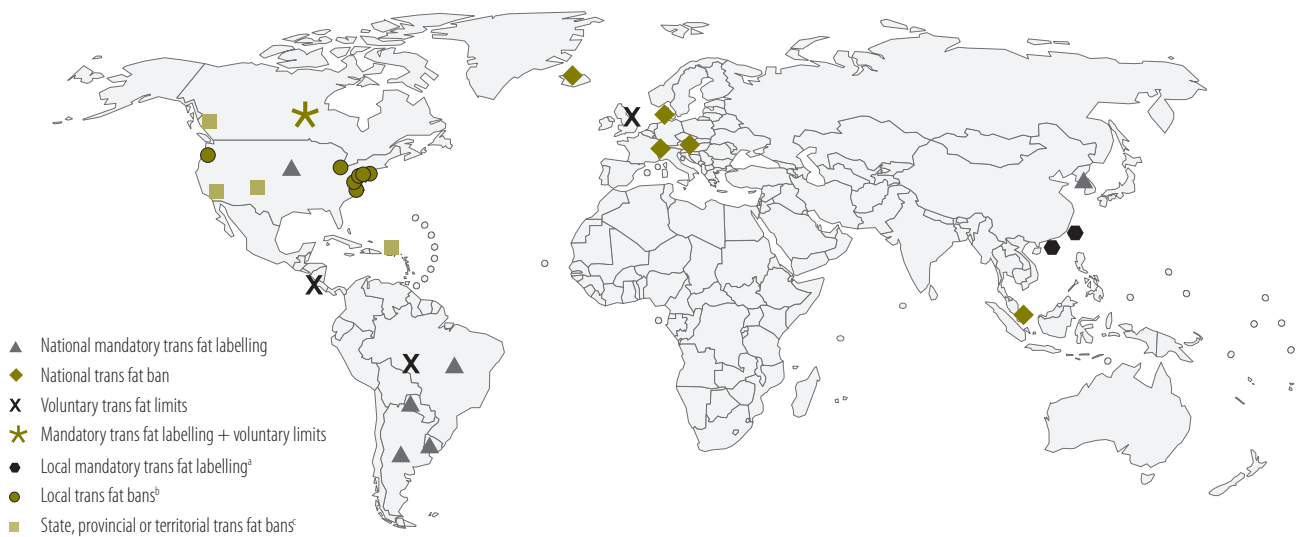 National mandatory trans fat labelling
National trans fat ban
Voluntary trans fat limits
Mandatory trans fat labelling + voluntary limits
Local mandatory trans fat labellingᵃ
Local trans fat bansᵇ
State, provincial or territorial trans fat bansᶜ